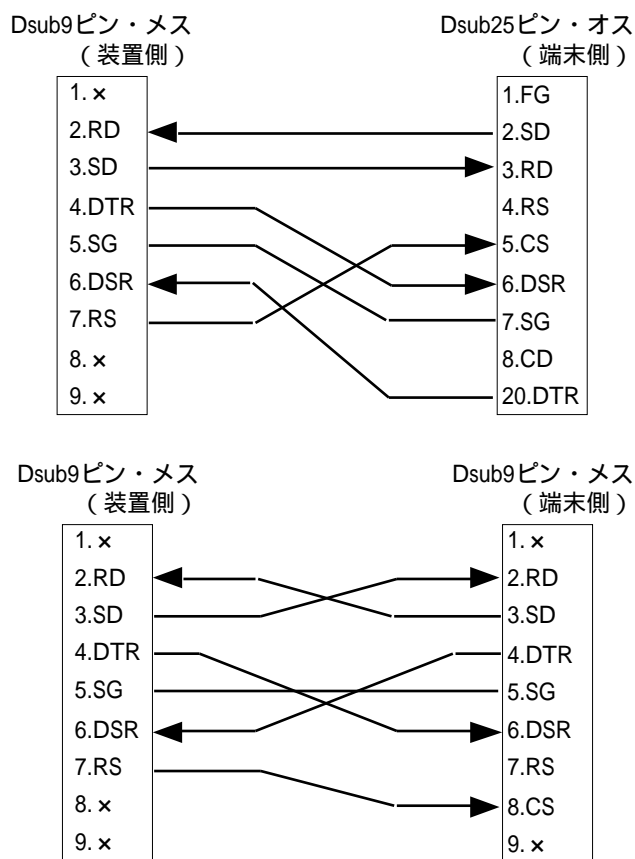 Dsub9ピン・メス
（装置側）
Dsub25ピン・オス
（端末側）
1. ×
2.RD
3.SD
4.DTR
5.SG
6.DSR
7.RS
8. ×
9. ×
1.FG
2.SD
3.RD
4.RS
5.CS
6.DSR
7.SG
8.CD
20.DTR
Dsub9ピン・メス
（装置側）
Dsub9ピン・メス
（端末側）
1. ×
2.RD
3.SD
4.DTR
5.SG
6.DSR
7.RS
8. ×
9. ×
1. ×
2.RD
3.SD
4.DTR
5.SG
6.DSR
7.RS
8.CS
9. ×